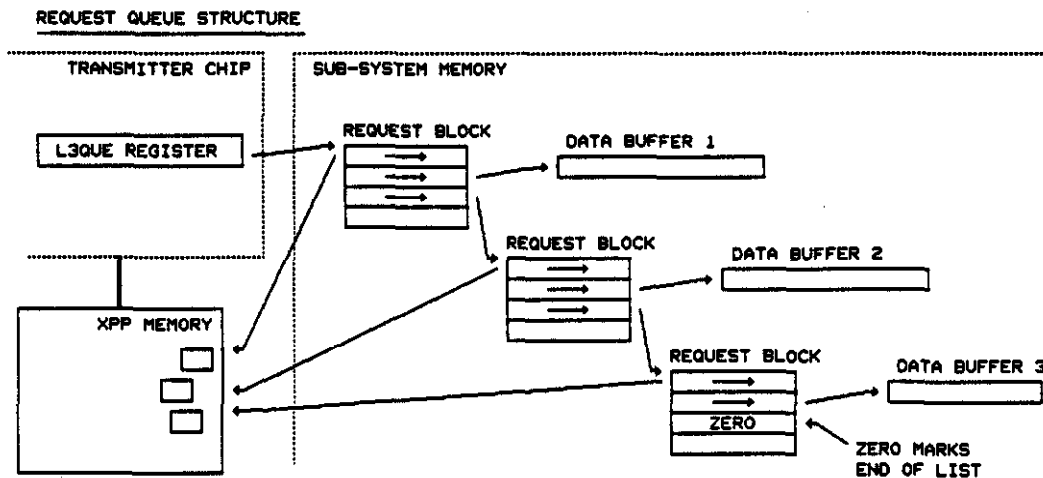 REQUEST QUEUE STRUCTURE
TRANSMITTER CHIP
SUB-SYSTEM MEMORY
L3QUE REGISTER
REQUEST BLOCK
DATA BUFFER 1
REQUEST BLOCK
DATA BUFFER 2
XPP MEMORY
REQUEST BLOCK
DATA BUFFER 3
ZERO
ZERO MARKS
END OF LIST